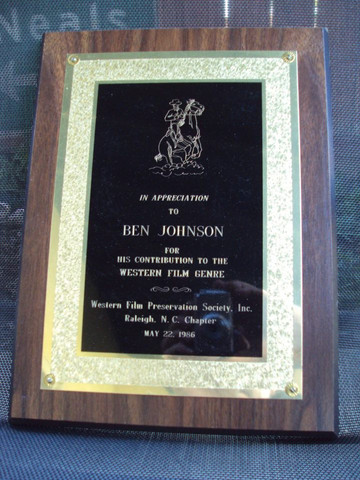 Neals
IN APPRECIATION
TO
BEN JOHNSON
FOR
HIS CONTRIBUTION TO THE
WESTERN FILM GENRE
Western Film Preservation Society, Inc.
Raleigh, N. C. Chapter
MAY 22, 1986